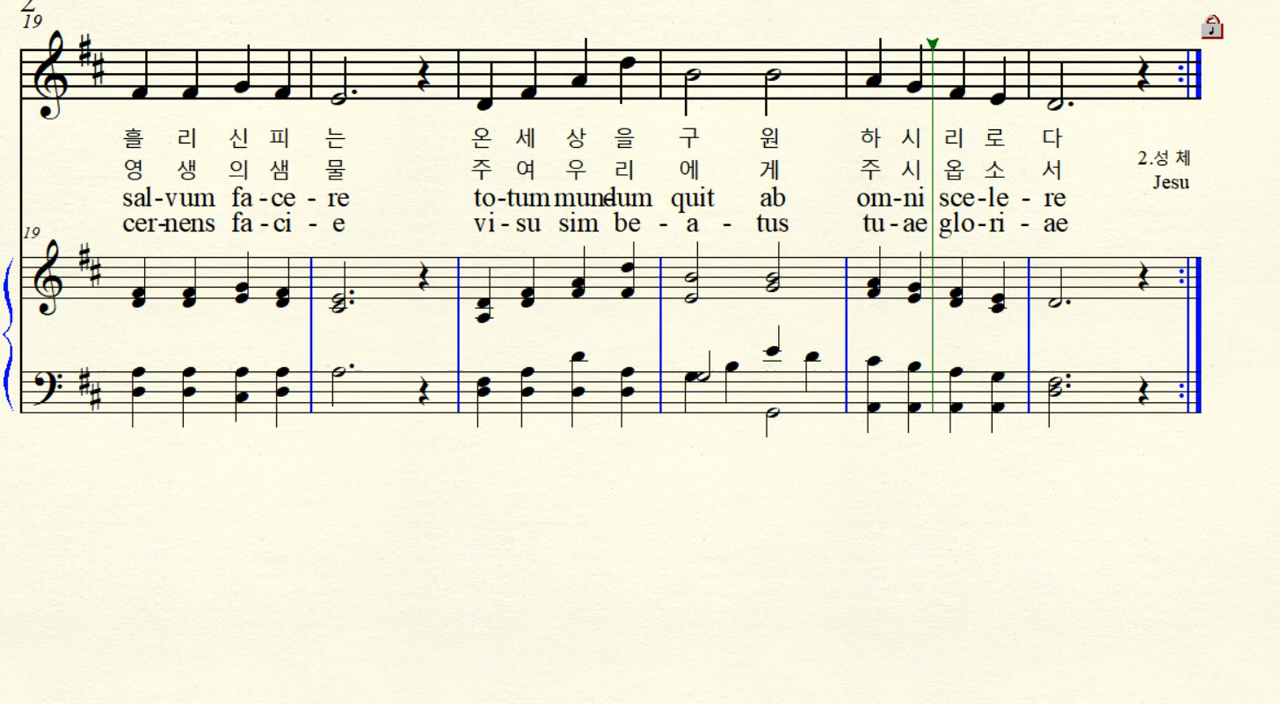 2
19
흘 리 신 피 는 온 세 상 을 구 원 하 시 리 로 다
영 생 의 샘 물 주 여 우 리 에 게 주 시 옵 소 서 2.성 체
sal-vum fa-ce-re to-tum mundum quit ab om-ni sce-le-re Jesu
cer-nens fa-ci-e vi-su sim be-a-tus tu-ae glo-ri-ae
19